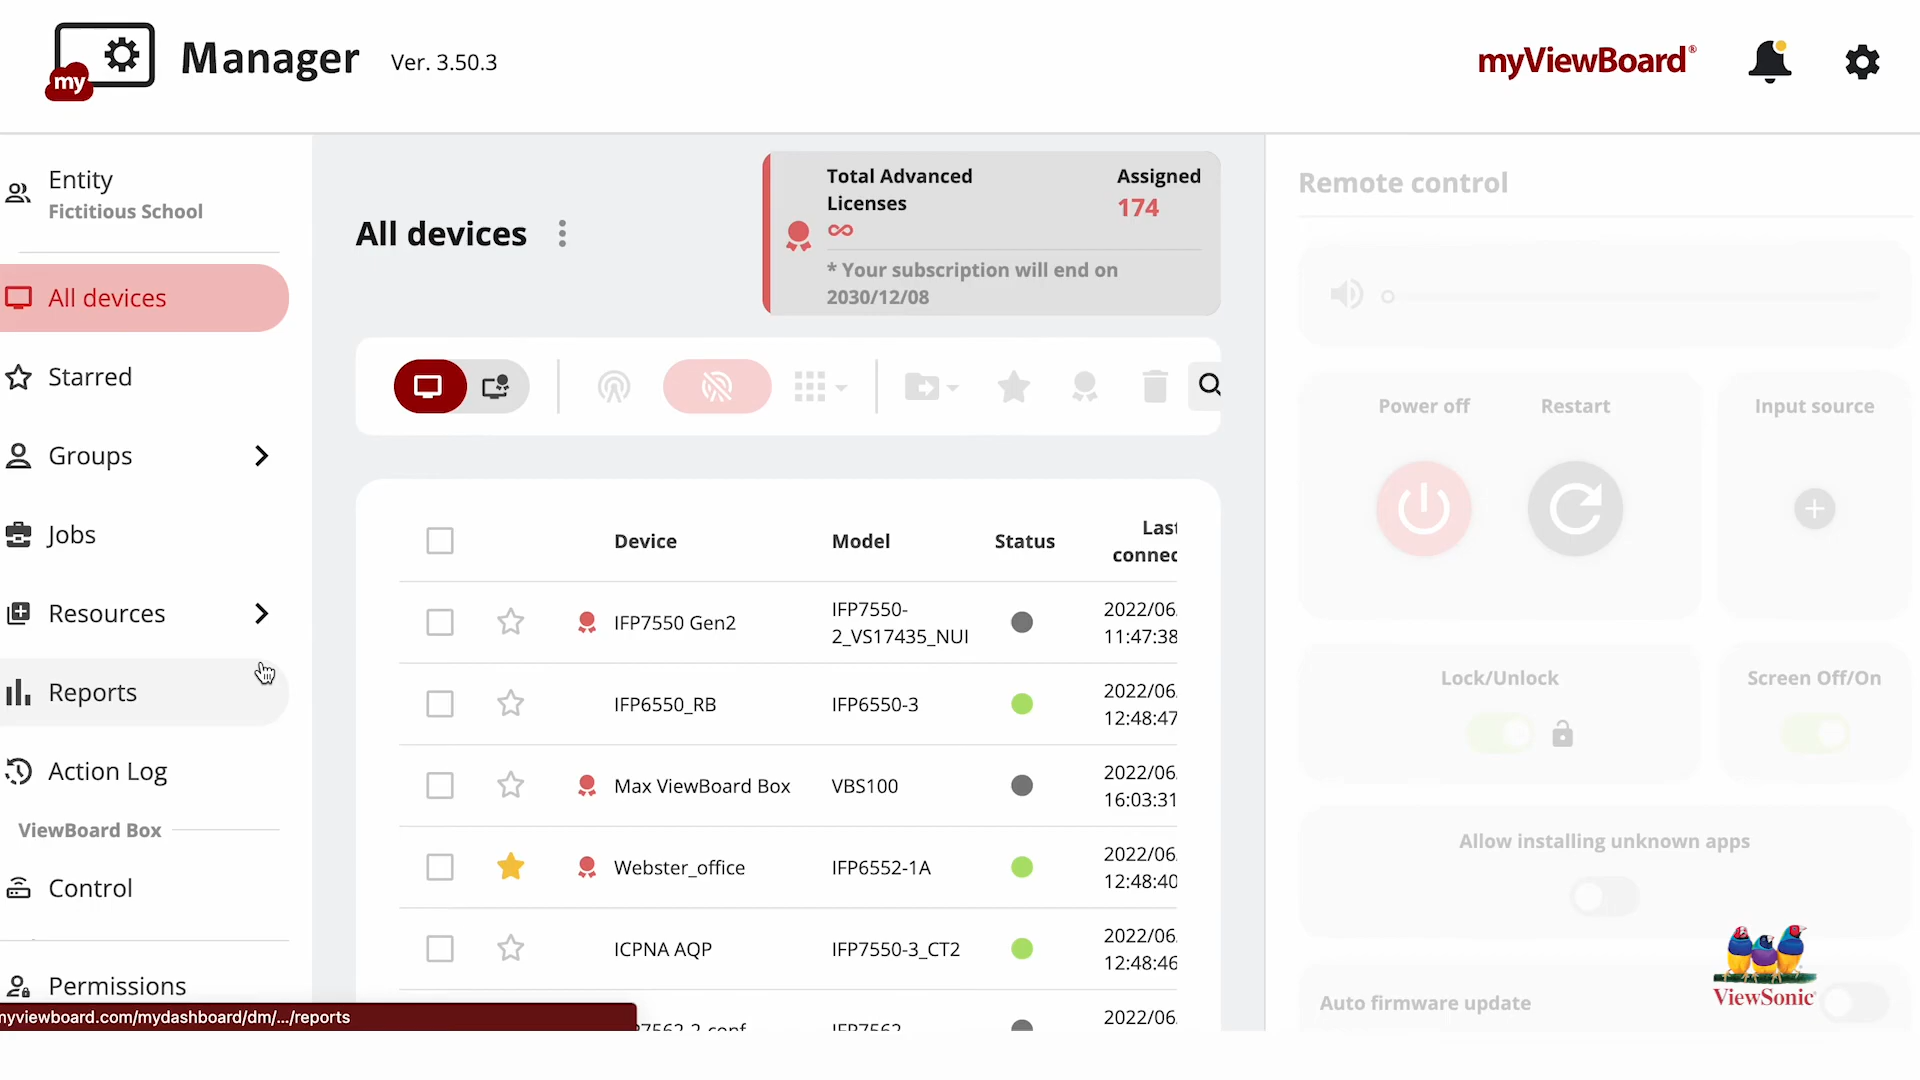 my
Manager
Ver. 3.50.3
myViewBoard®
Entity
Fictitious School
All devices
Starred
Groups
Jobs
Resources
Reports
Action Log
ViewBoard Box
Control
Permissions
myviewboard.com/mydashboard/dm/.../reports
All devices
Total Advanced
Licenses
∞
Assigned
174
* Your subscription will end on
2030/12/08
Device
Model
Status
Last
connec
IFP7550 Gen2
IFP7550-
2_VS17435_NUI
2022/06.
11:47:38
IFP6550_RB
IFP6550-3
2022/06.
12:48:47
Max ViewBoard Box
VBS100
2022/06.
16:03:31
Webster_office
IFP6552-1A
2022/06.
12:48:40
ICPNA AQP
IFP7550-3_CT2
2022/06.
12:48:46
2022/06.
Remote control
Power off
Restart
Input source
Lock/Unlock
Screen Off/On
Allow installing unknown apps
Auto firmware update
ViewSonic